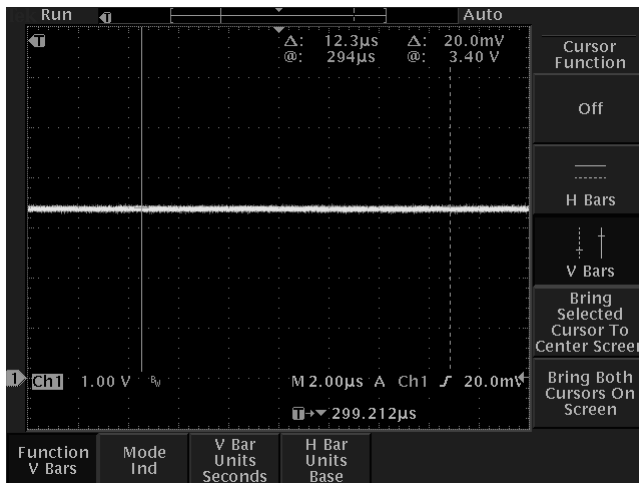 Run Auto
T
Δ: 12.3µs Δ: 20.0mV
@: 294µs @: 3.40 V
Cursor
Function
Off
H Bars
V Bars
Bring
Selected
Cursor To
Center Screen
Bring Both
Cursors On
Screen
1 Ch1 1.00 V BW M 2.00µs A Ch1 20.0mV
T 299.212µs
Function
V Bars
Mode
Ind
V Bar
Units
Seconds
H Bar
Units
Base